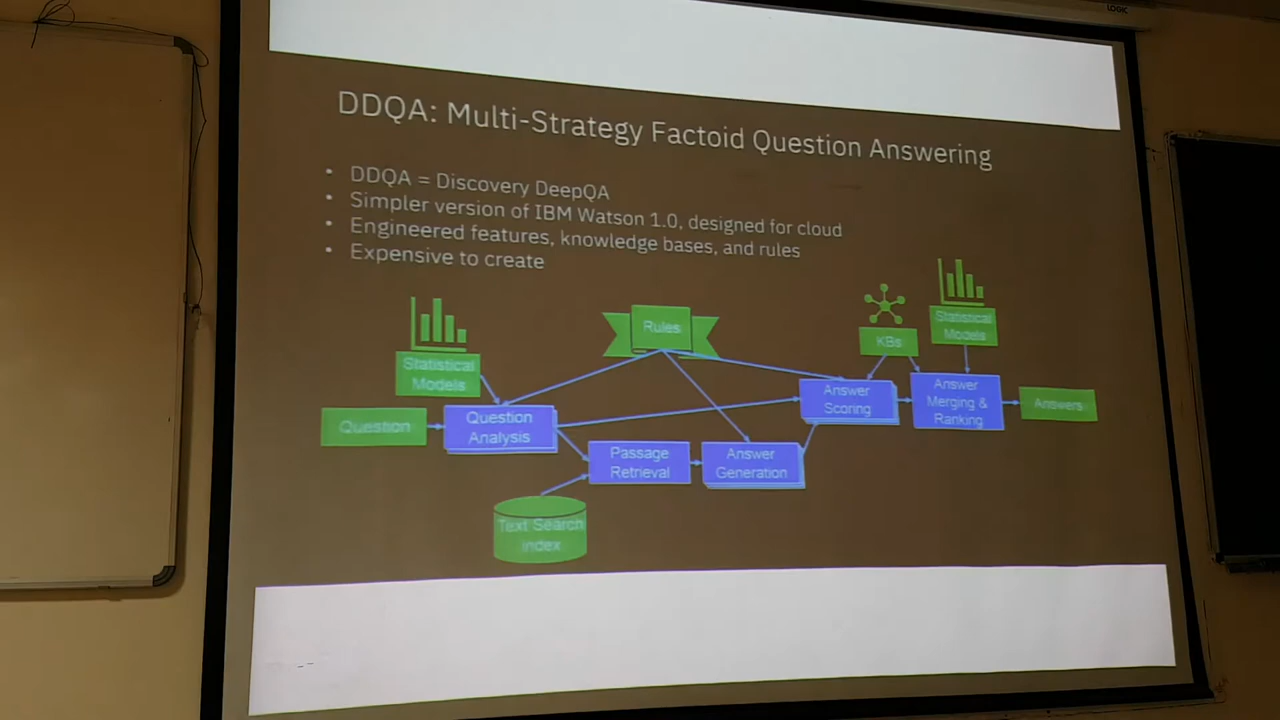 LOGIC
DDQA: Multi-Strategy Factoid Question Answering
• DDQA = Discovery DeepQA
• Simpler version of IBM Watson 1.0, designed for cloud
• Engineered features, knowledge bases, and rules
• Expensive to create
Rules
KBs
Statistical
Models
Statistical
Models
Question
Question
Analysis
Answer
Scoring
Answer
Merging &
Ranking
Answers
Passage
Retrieval
Answer
Generation
Text Search
index